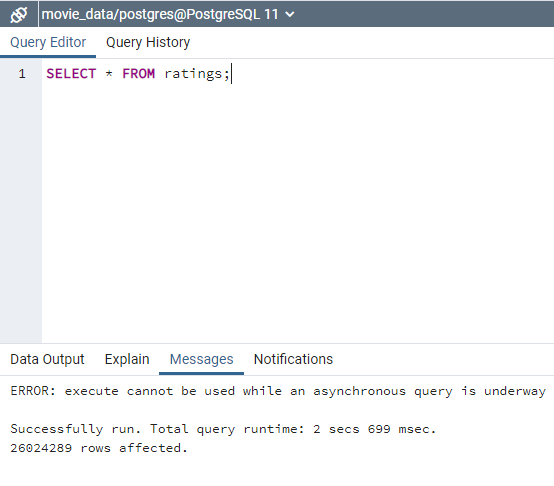 movie_data/postgres@PostgreSQL 11
Query Editor Query History
1 SELECT * FROM ratings;
Data Output Explain Messages Notifications
ERROR: execute cannot be used while an asynchronous query is underway
Successfully run. Total query runtime: 2 secs 699 msec.
26024289 rows affected.